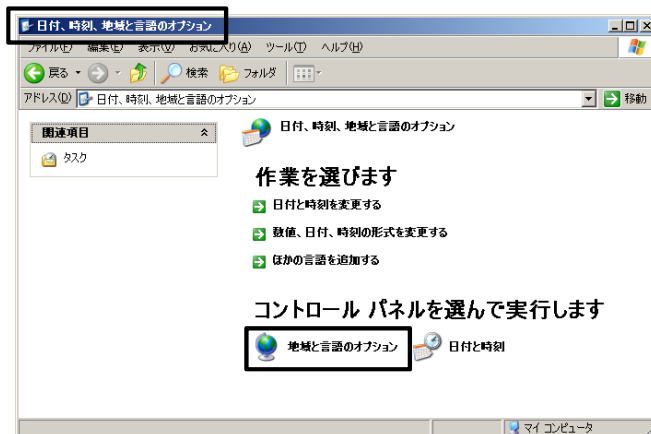 日付、時刻、地域と言語のオプション
ファイル(F) 編集(E) 表示(V) お気に入り(A) ツール(T) ヘルプ(H)
戻る 検索 フォルダ
アドレス(D) 日付、時刻、地域と言語のオプション 移動
関連項目
タスク
日付、時刻、地域と言語のオプション
作業を選びます
日付と時刻を変更する
数値、日付、時刻の形式を変更する
ほかの言語を追加する
コントロール パネルを選んで実行します
地域と言語のオプション 日付と時刻
マイ コンピュータ